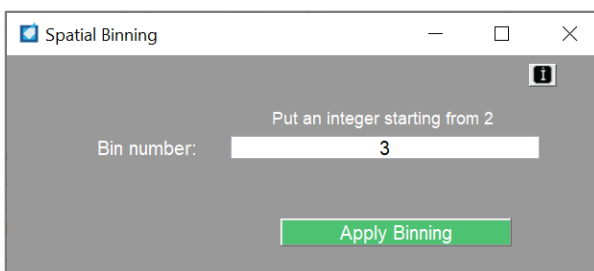 Spatial Binning
Put an integer starting from 2
Bin number:
3
Apply Binning